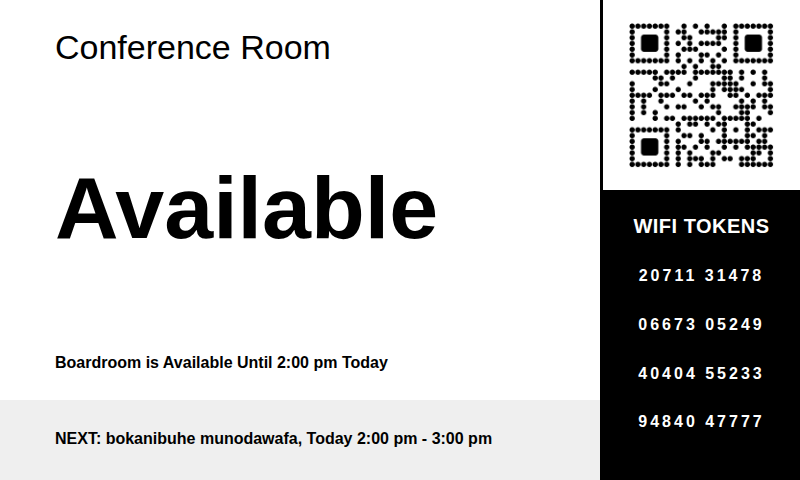 Conference Room
Available
Boardroom is Available Until 2:00 pm Today
NEXT: bokanibuhe munodawafa, Today 2:00 pm - 3:00 pm
WIFI TOKENS
20711 31478
06673 05249
40404 55233
94840 47777